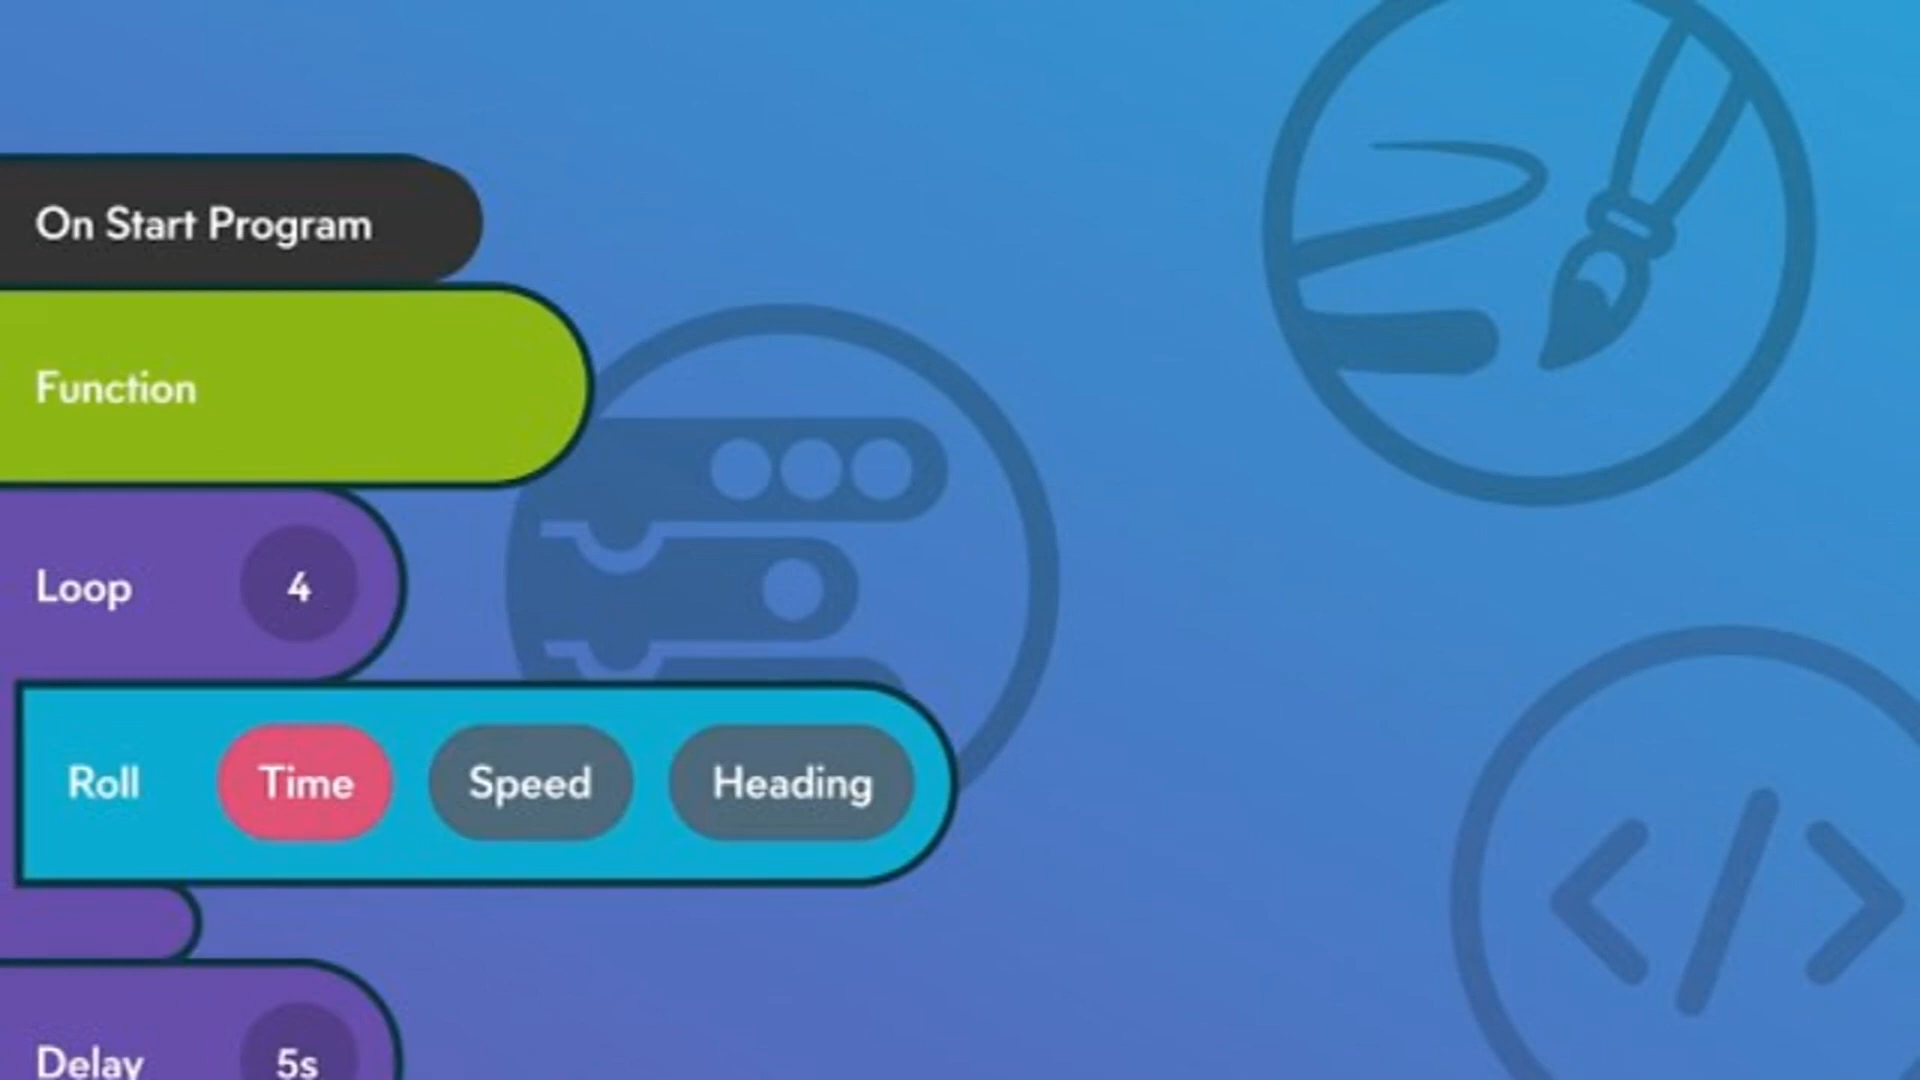 On Start Program
Function
Loop 4
Roll Time Speed Heading
Delay 5s